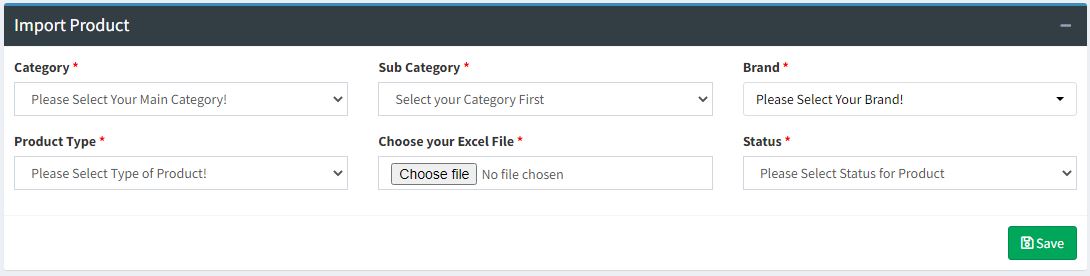 Import Product
Category * Sub Category * Brand *
Please Select Your Main Category! Select your Category First Please Select Your Brand!
Product Type * Choose your Excel File * Status *
Please Select Type of Product! Choose file No file chosen Please Select Status for Product
Save